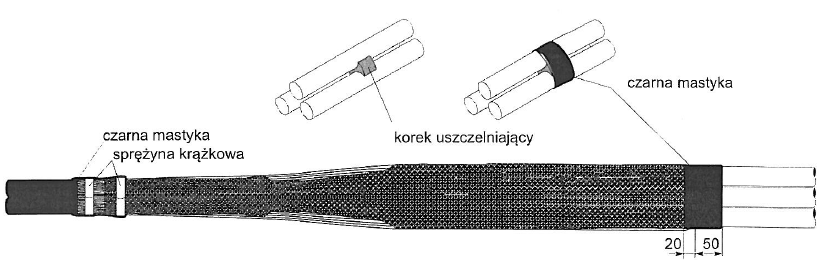 czarna mastyka
korek uszczelniający
czarna mastyka
sprężyna krążkowa
20 50